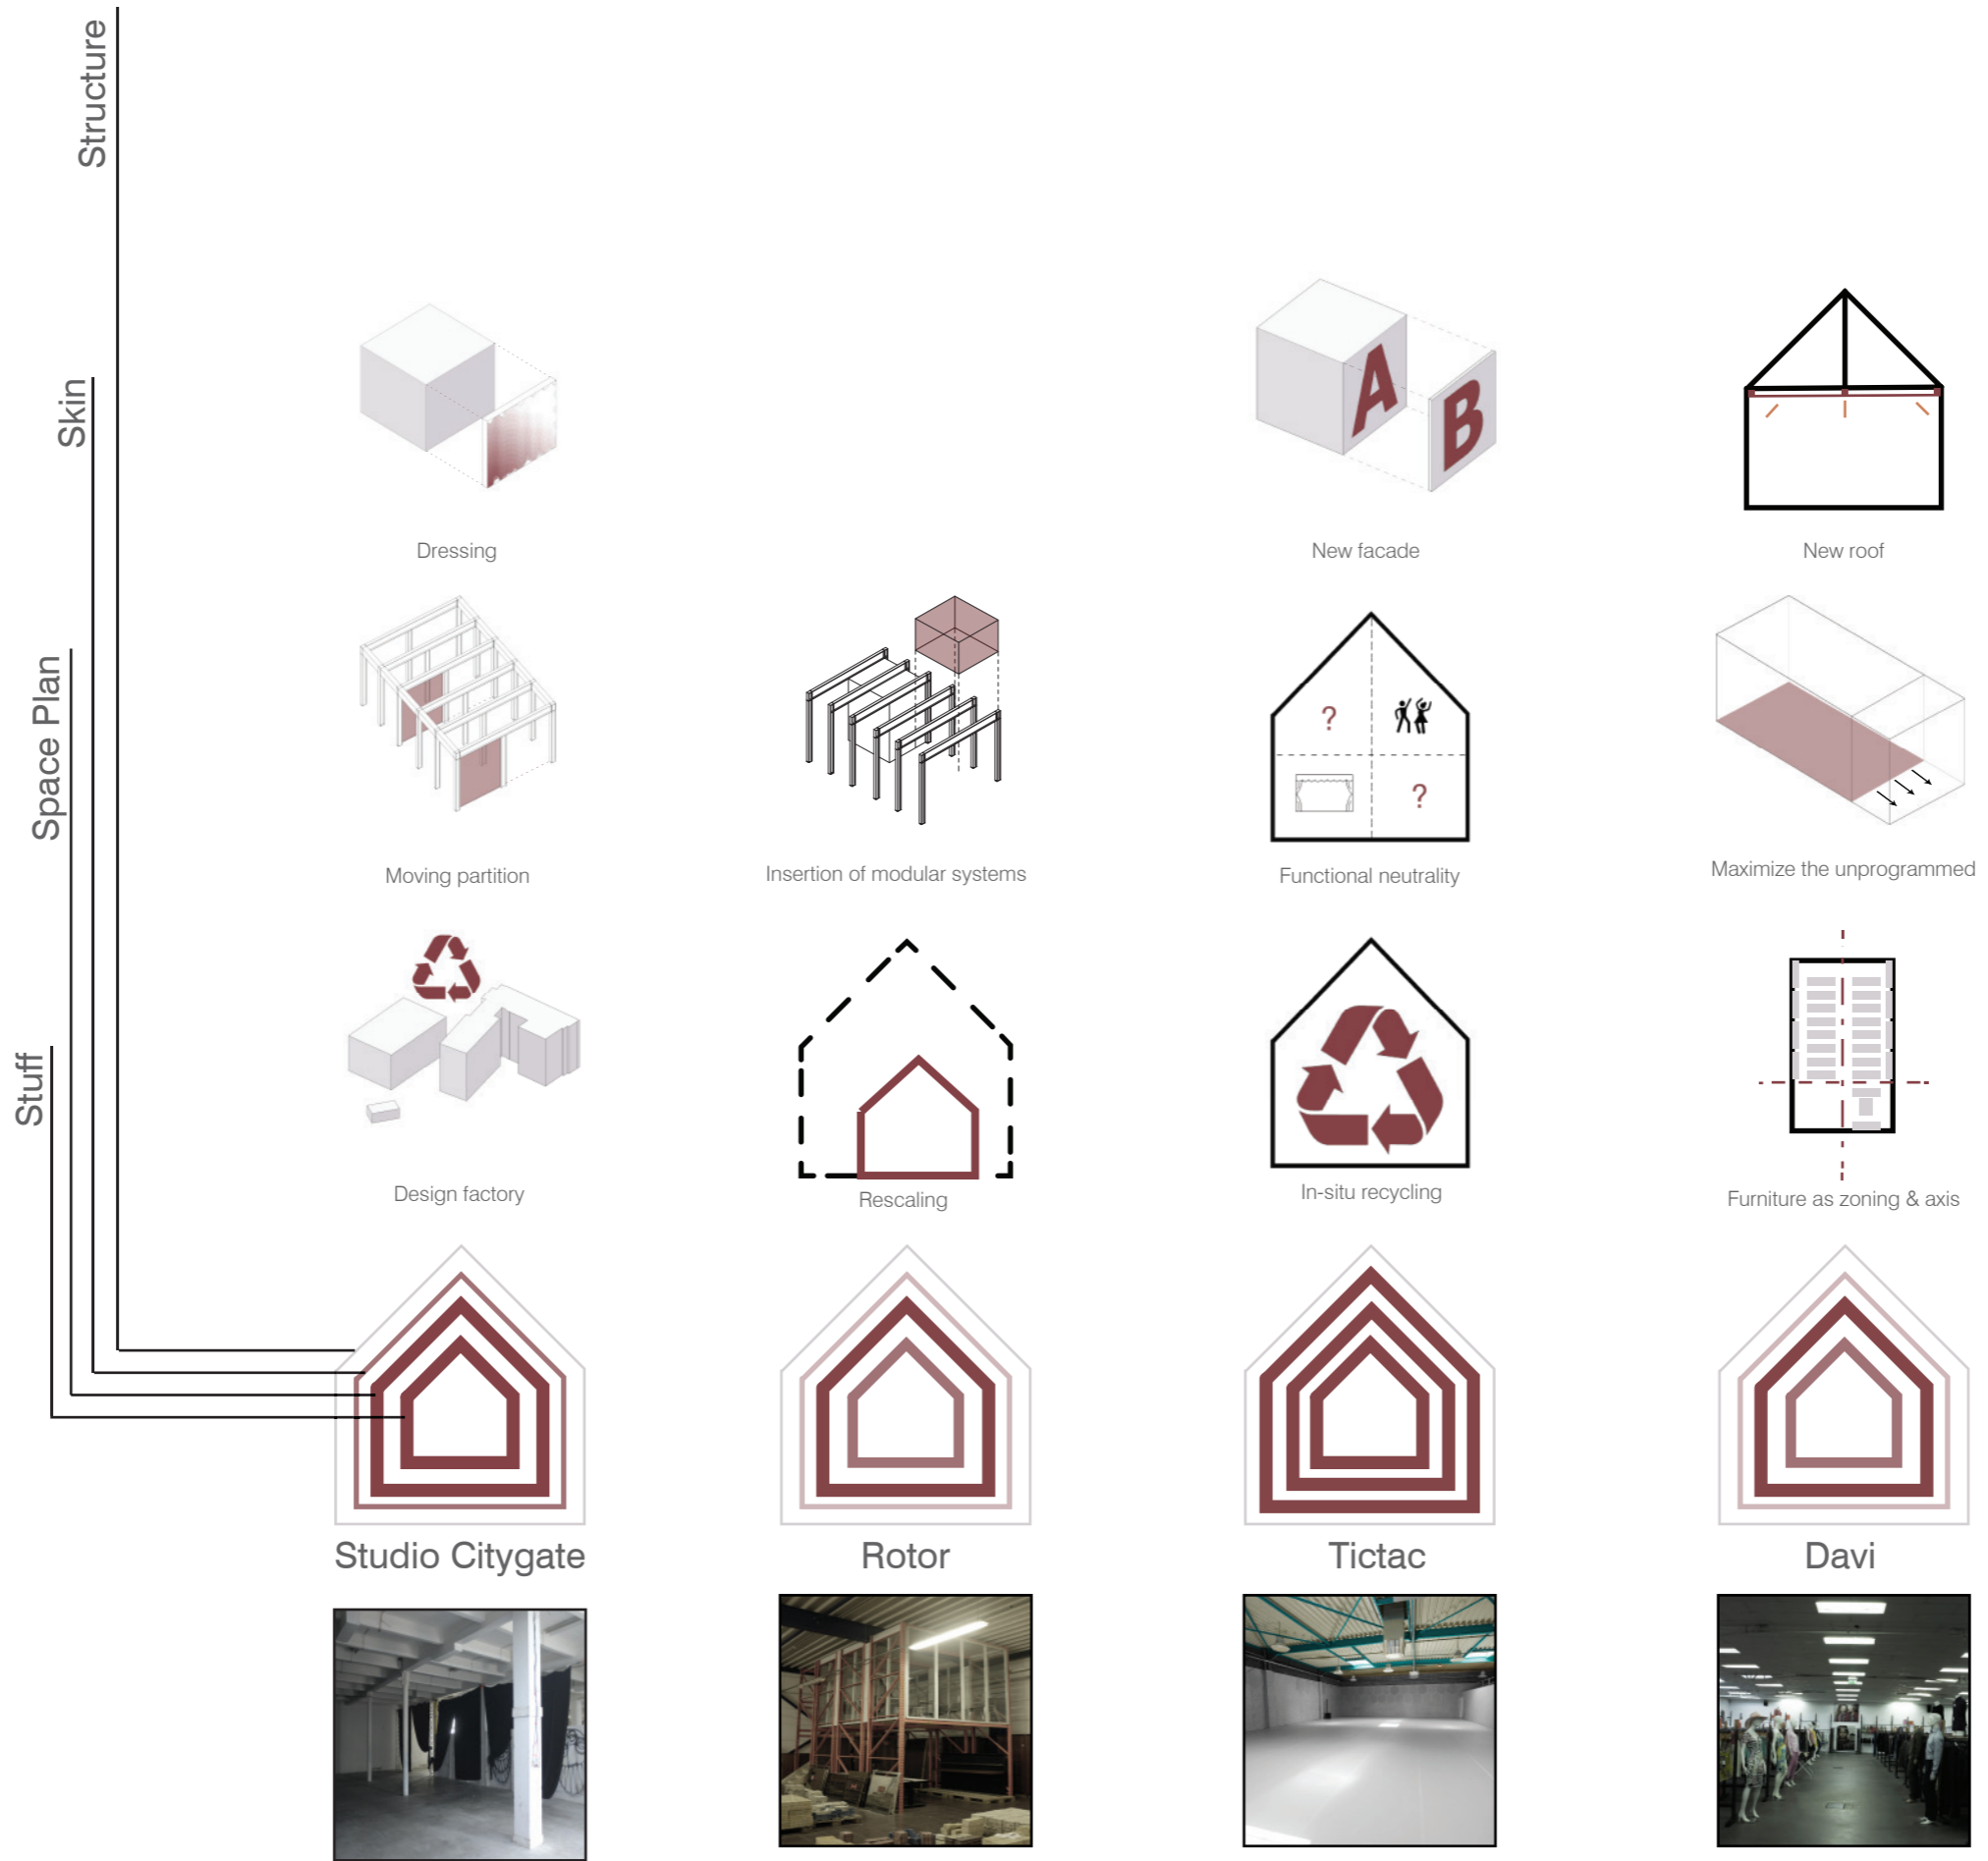 Structure
Skin
A
B
Dressing
New facade
New roof
Space Plan
?
?
Moving partition
Insertion of modular systems
Functional neutrality
Maximize the unprogrammed
Stuff
Design factory
Rescaling
In-situ recycling
Furniture as zoning & axis
Studio Citygate
Rotor
Tictac
Davi